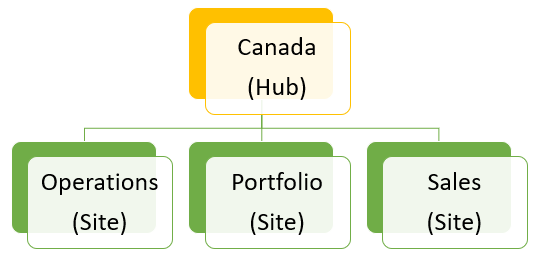 Canada
(Hub)
Operations
(Site)
Portfolio
(Site)
Sales
(Site)